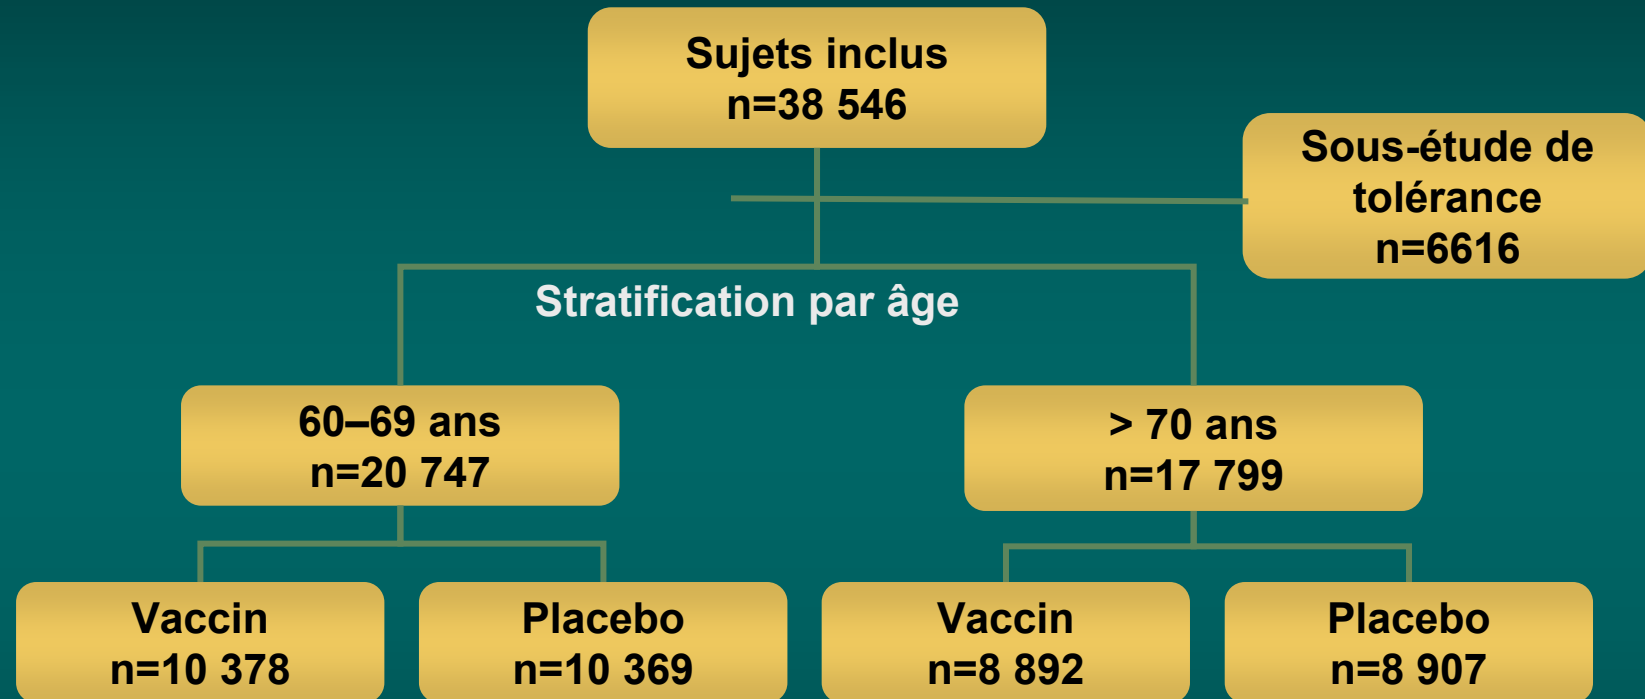 Sujets inclus
n=38 546
Sous-étude de
tolérance
n=6616
Stratification par âge
60–69 ans
n=20 747
> 70 ans
n=17 799
Vaccin
n=10 378
Placebo
n=10 369
Vaccin
n=8 892
Placebo
n=8 907